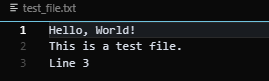 test_file.txt
1 Hello, World!
2 This is a test file.
3 Line 3